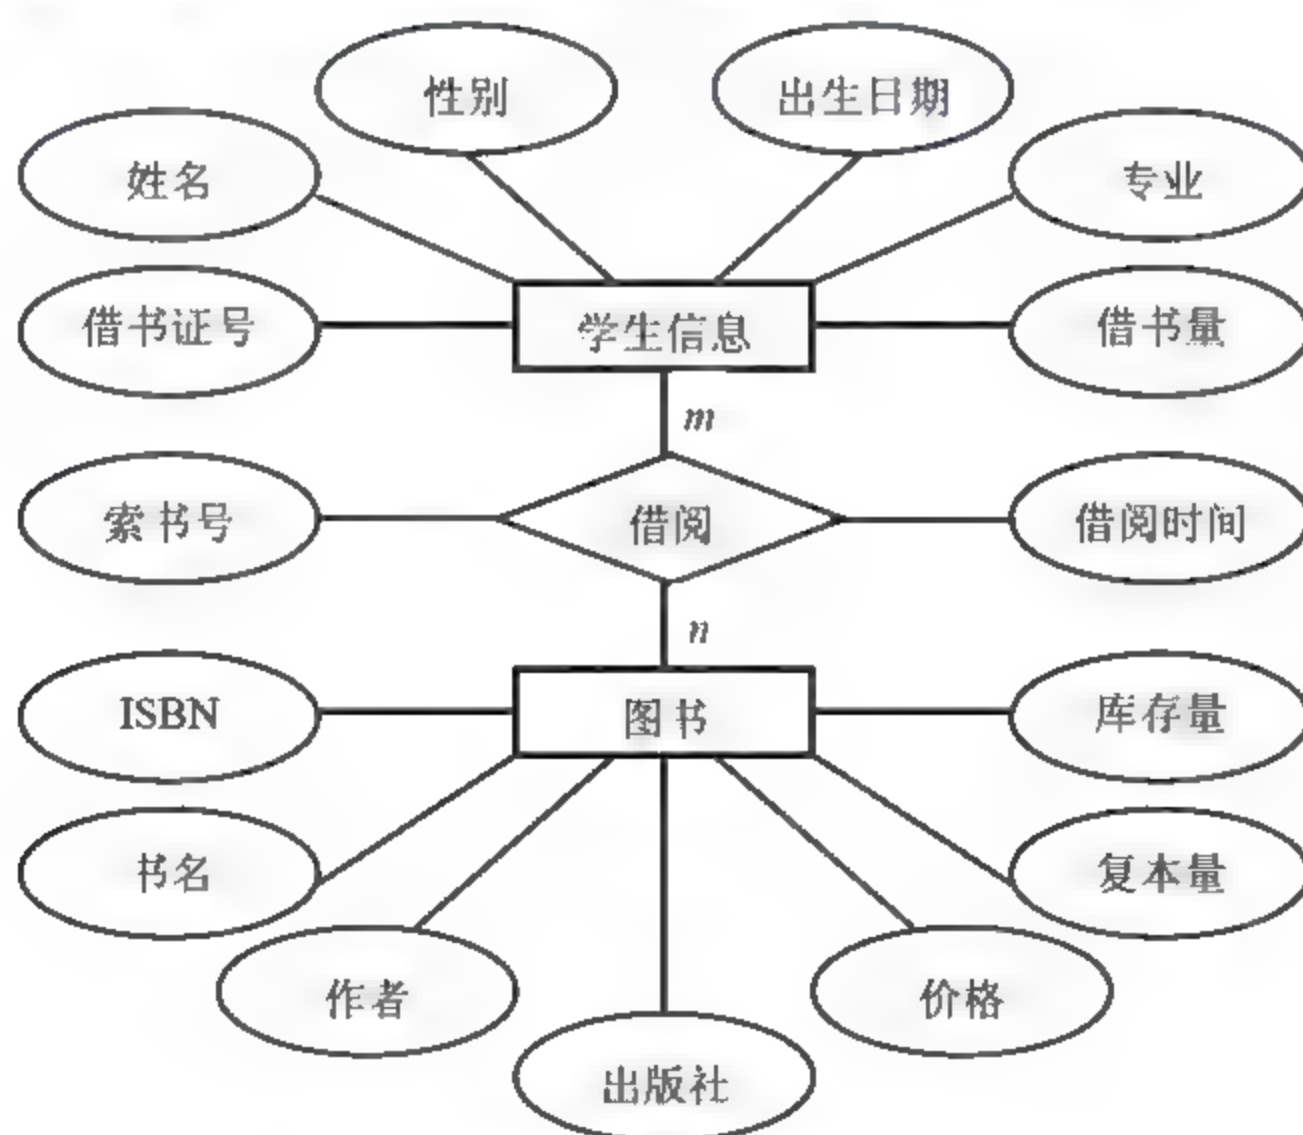 性别
出生日期
姓名
专业
借书证号
学生信息
借书量
m
索书号
借阅
借阅时间
n
ISBN
图书
库存量
书名
复本量
作者
价格
出版社